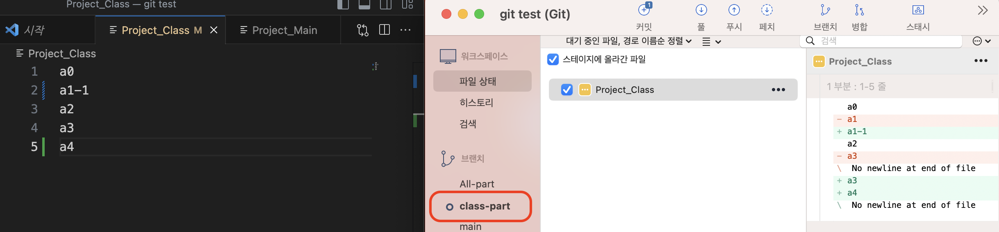 Project_Class — git test
시작
Project_Class M
Project_Main
Project_Class
1 a0
2 a1-1
3 a2
4 a3
5 a4
git test (Git)
1
커밋
풀
푸시
페치
브랜치
병합
스태시
워크스페이스
파일 상태
히스토리
검색
브랜치
All-part
class-part
main
대기 중인 파일, 경로 이름순 정렬
검색
스테이지에 올라간 파일
Project_Class
Project_Class
1 부분 : 1-5 줄
a0
- a1
+ a1-1
a2
- a3
\ No newline at end of file
+ a3
+ a4
\ No newline at end of file